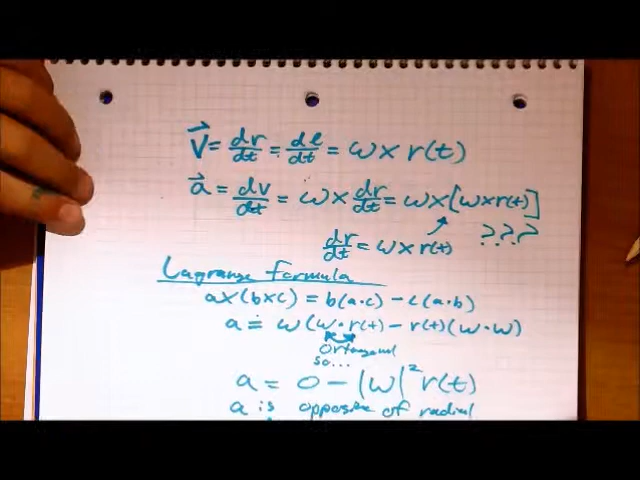 v⃗ = dr/dt = dl/dt = ω × r(t)
a⃗ = dv/dt = ω × dr/dt = ω × [ω × r(t)]
dr/dt = ω × r(t) ???
Lagrange formula
a × (b × c) = b(a·c) − c(a·b)
a = ω(ω·r(t) − r(t)(ω·ω)
Ortogonal
so...
a = 0 − |ω|² r(t)
a is opposite of radial